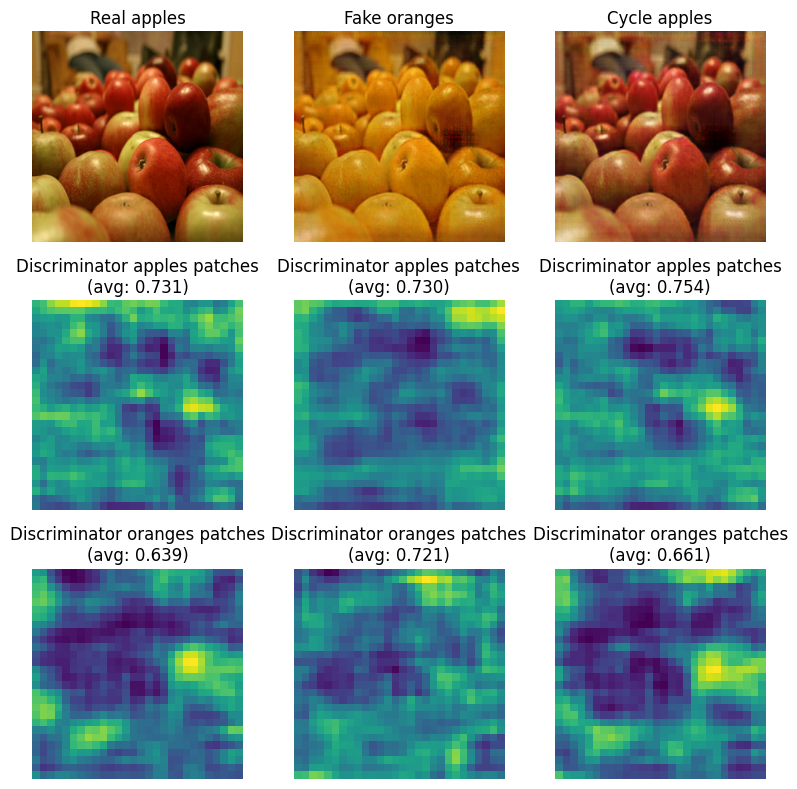 Real apples
Fake oranges
Cycle apples
Discriminator apples patches
(avg: 0.731)
Discriminator apples patches
(avg: 0.730)
Discriminator apples patches
(avg: 0.754)
Discriminator oranges patches
(avg: 0.639)
Discriminator oranges patches
(avg: 0.721)
Discriminator oranges patches
(avg: 0.661)